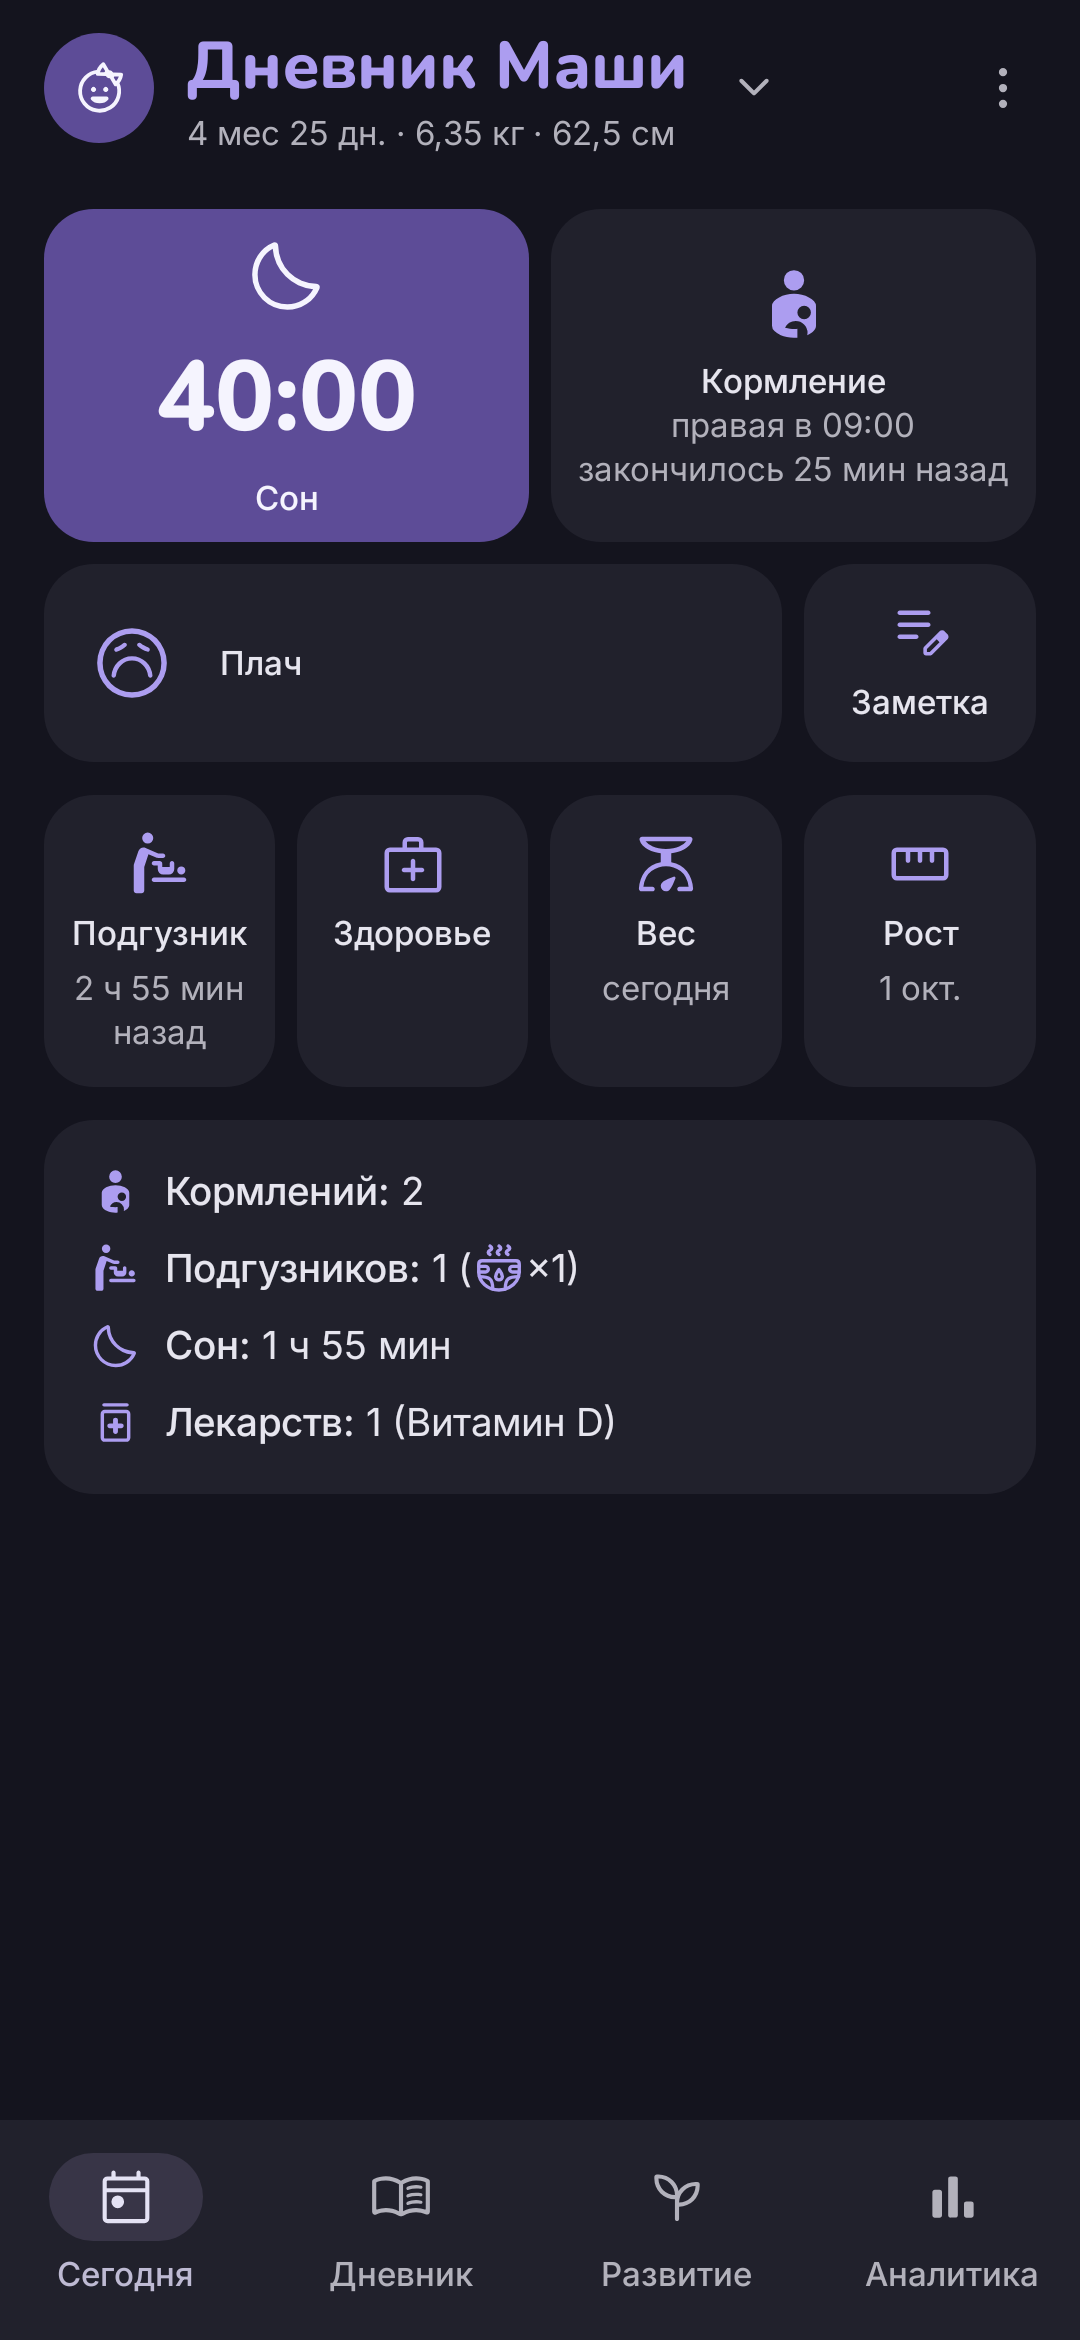 Дневник Маши
4 мес 25 дн. · 6,35 кг · 62,5 см
40:00
Сон
Кормление
правая в 09:00
закончилось 25 мин назад
Плач
Заметка
Подгузник
2 ч 55 мин
назад
Здоровье
Вес
сегодня
Рост
1 окт.
Кормлений: 2
Подгузников: 1 (×1)
Сон: 1 ч 55 мин
Лекарств: 1 (Витамин D)
Сегодня
Дневник
Развитие
Аналитика